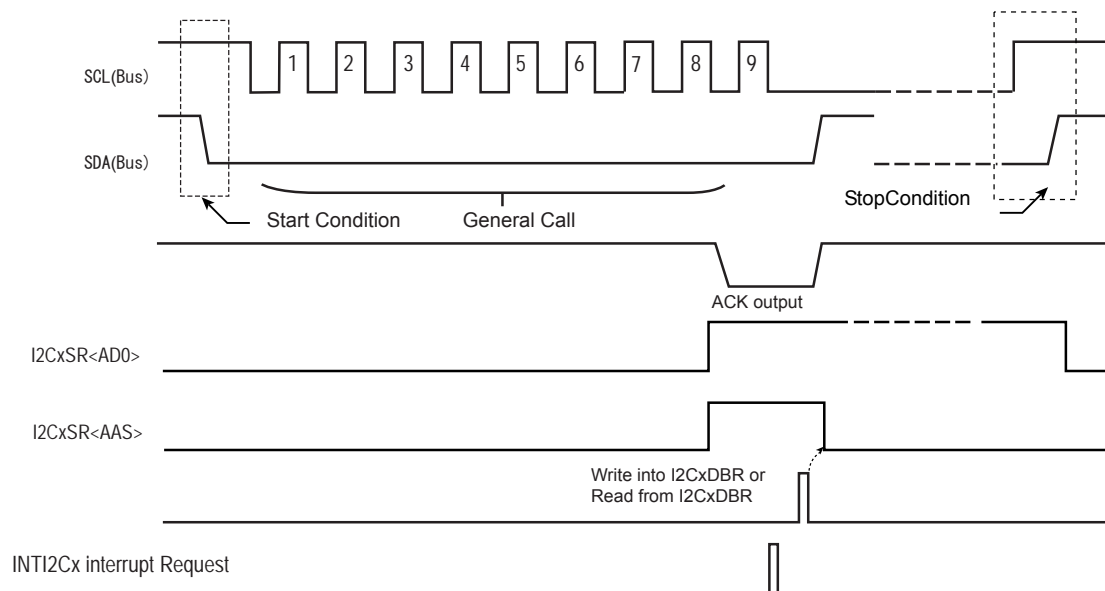 SCL(Bus)
1 2 3 4 5 6 7 8 9
SDA(Bus)
Start Condition
General Call
StopCondition
ACK output
I2CxSR<AD0>
I2CxSR<AAS>
Write into I2CxDBR or
Read from I2CxDBR
INTI2Cx interrupt Request